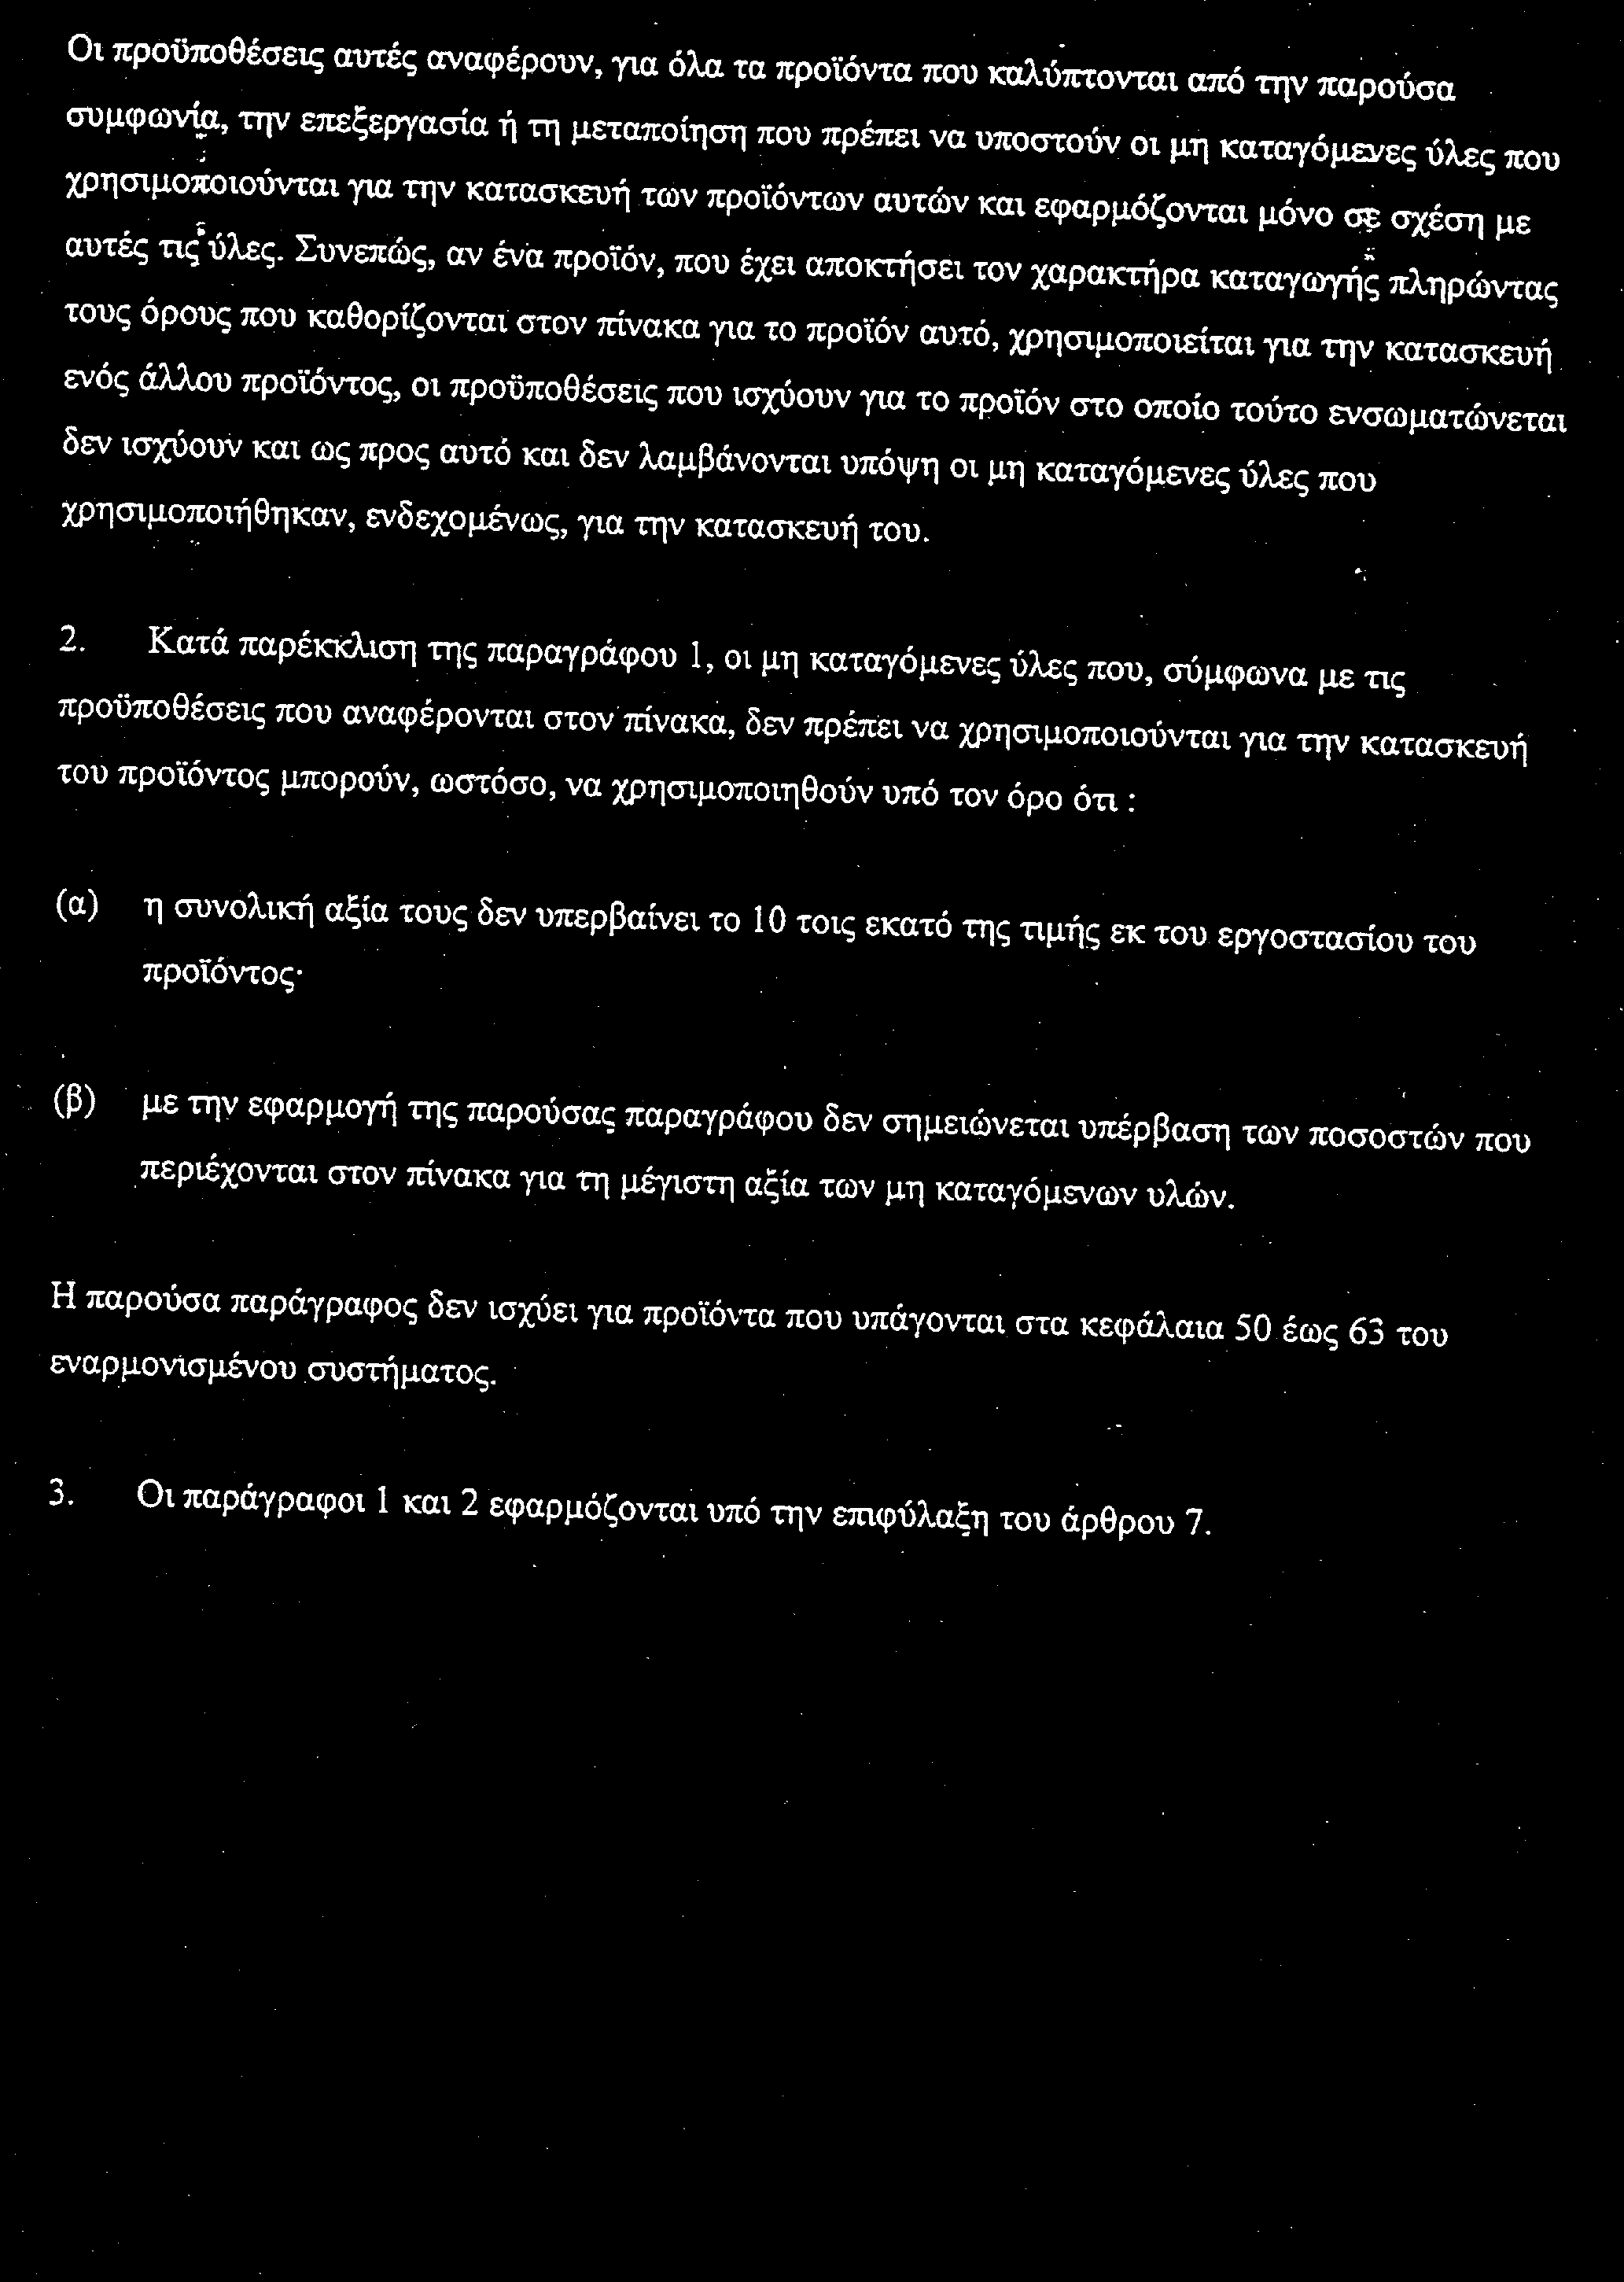 Οι προϋποθέσεις αυτές αναφέρουν, για όλα τα προϊόντα που καλύπτονται από την παρούσα
συμφωνία, την επεξεργασία ή τη μεταποίηση που πρέπει να υποστούν οι μη καταγόμενες ύλες που
χρησιμοποιούνται για την κατασκευή των προϊόντων αυτών και εφαρμόζονται μόνο σε σχέση με
αυτές τις ύλες. Συνεπώς, αν ένα προϊόν, που έχει αποκτήσει τον χαρακτήρα καταγωγής πληρώντας
τους όρους που καθορίζονται στον πίνακα για το προϊόν αυτό, χρησιμοποιείται για την κατασκευή
ενός άλλου προϊόντος, οι προϋποθέσεις που ισχύουν για το προϊόν στο οποίο τούτο ενσωματώνεται
δεν ισχύουν και ως προς αυτό και δεν λαμβάνονται υπόψη οι μη καταγόμενες ύλες που
χρησιμοποιήθηκαν, ενδεχομένως, για την κατασκευή του.
2. Κατά παρέκκλιση της παραγράφου 1, οι μη καταγόμενες ύλες που, σύμφωνα με τις
προϋποθέσεις που αναφέρονται στον πίνακα, δεν πρέπει να χρησιμοποιούνται για την κατασκευή
του προϊόντος μπορούν, ωστόσο, να χρησιμοποιηθούν υπό τον όρο ότι :
(α) η συνολική αξία τους δεν υπερβαίνει το 10 τοις εκατό της τιμής εκ του εργοστασίου του
προϊόντος·
(β) με την εφαρμογή της παρούσας παραγράφου δεν σημειώνεται υπέρβαση των ποσοστών που
περιέχονται στον πίνακα για τη μέγιστη αξία των μη καταγόμενων υλών.
Η παρούσα παράγραφος δεν ισχύει για προϊόντα που υπάγονται στα κεφάλαια 50 έως 63 του
εναρμονισμένου συστήματος.
3. Οι παράγραφοι 1 και 2 εφαρμόζονται υπό την επιφύλαξη του άρθρου 7.